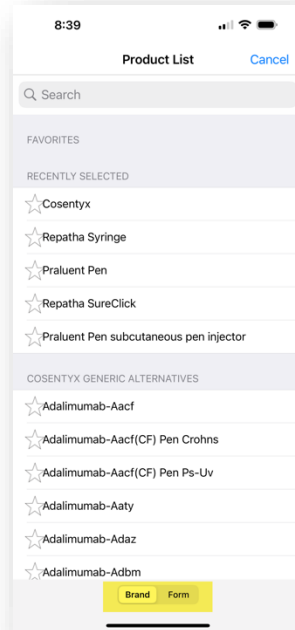 8:39
Product List
Cancel
Search
FAVORITES
RECENTLY SELECTED
Cosentyx
Repatha Syringe
Praluent Pen
Repatha SureClick
Praluent Pen subcutaneous pen injector
COSENTYX GENERIC ALTERNATIVES
Adalimumab-Aacf
Adalimumab-Aacf(CF) Pen Crohns
Adalimumab-Aacf(CF) Pen Ps-Uv
Adalimumab-Aaty
Adalimumab-Adaz
Adalimumab-Adbm
Brand
Form